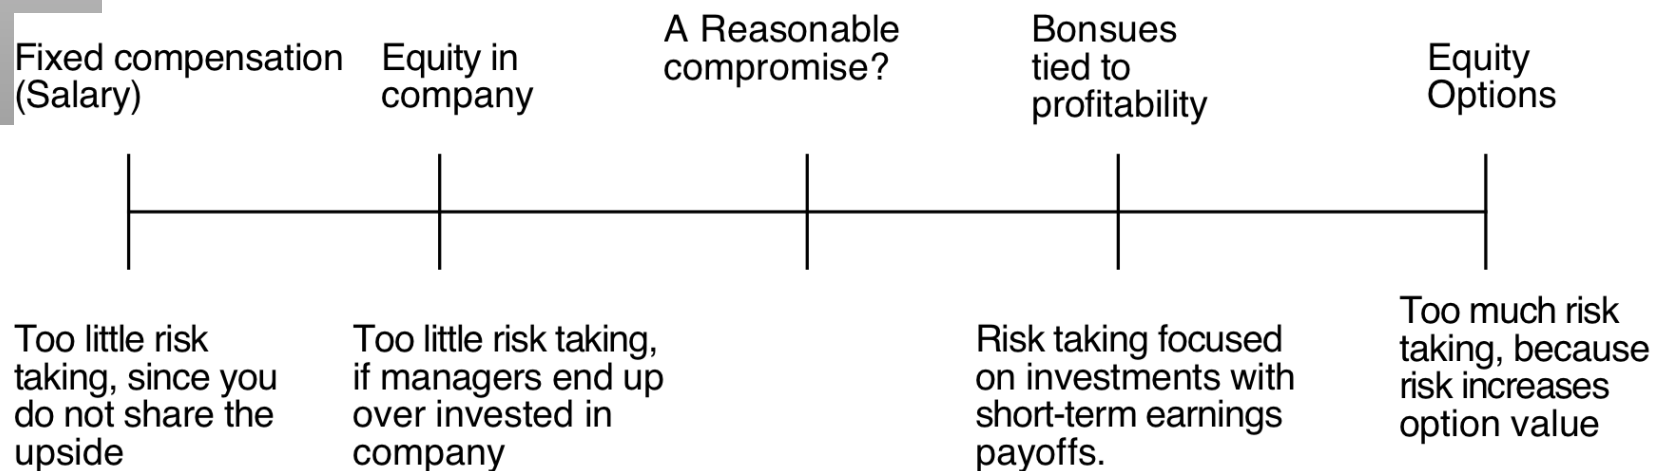 Fixed compensation
(Salary)
Equity in
company
A Reasonable
compromise?
Bonsues
tied to
profitability
Equity
Options
Too little risk
taking, since you
do not share the
upside
Too little risk taking,
if managers end up
over invested in
company
Risk taking focused
on investments with
short-term earnings
payoffs.
Too much risk
taking, because
risk increases
option value